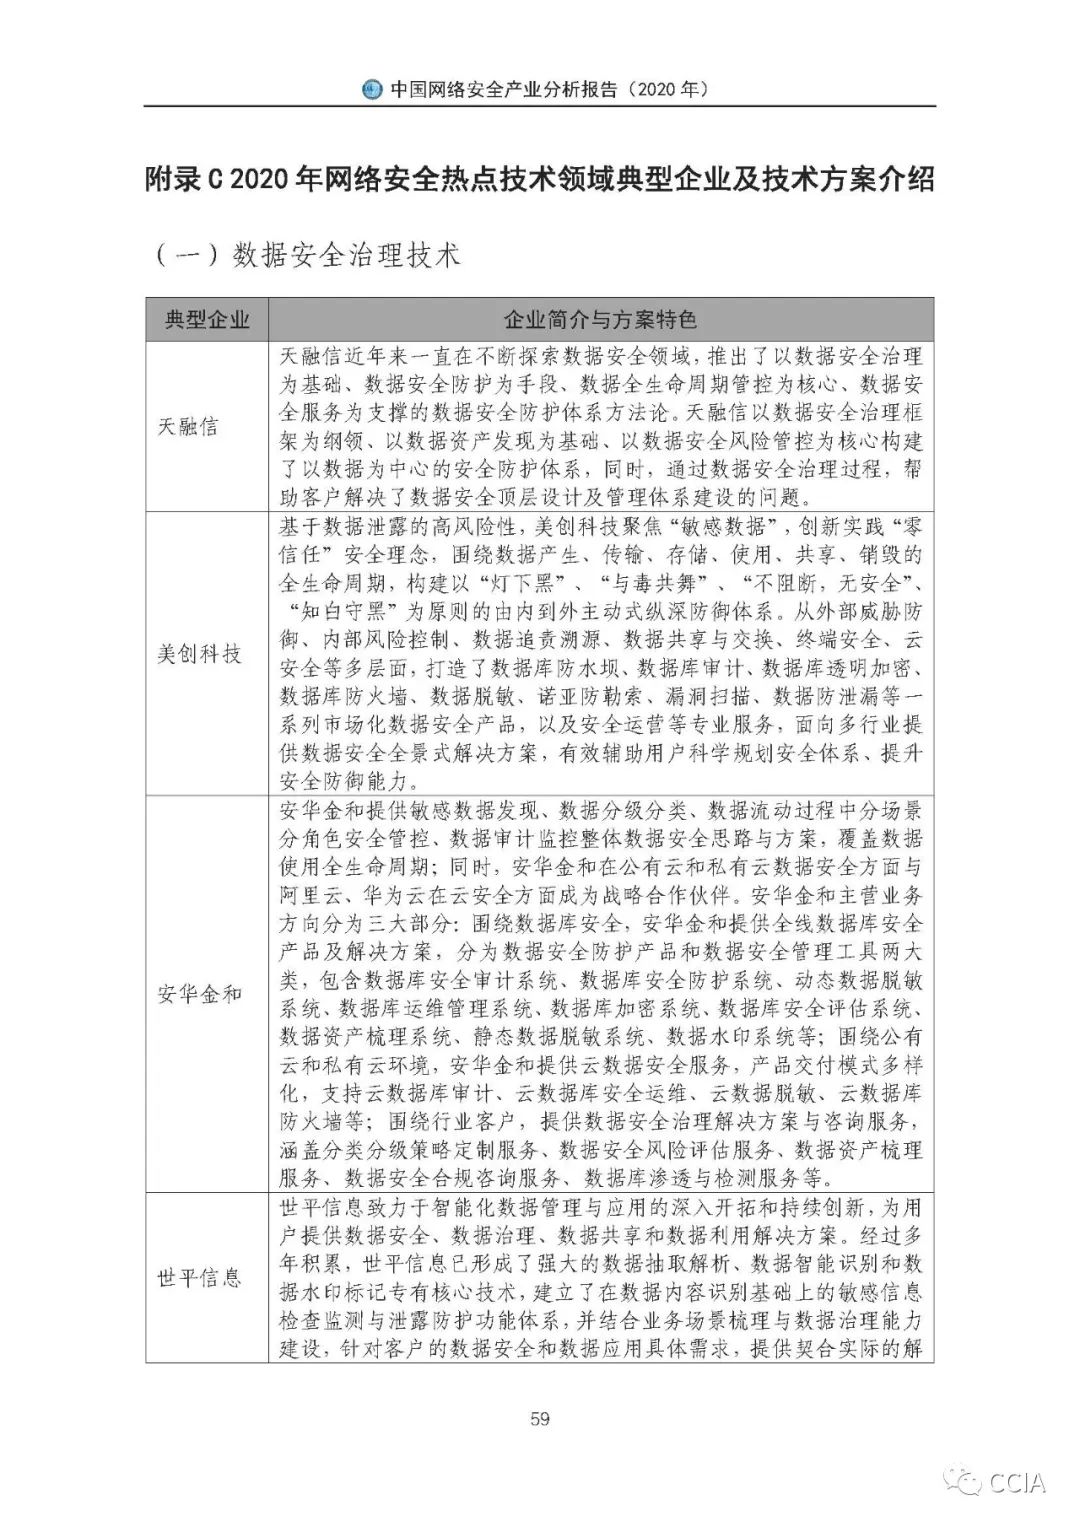 中国网络安全产业分析报告（2020 年）
附录 C 2020 年网络安全热点技术领域典型企业及技术方案介绍
（一）数据安全治理技术
典型企业
企业简介与方案特色
天融信
天融信近年来一直在不断探索数据安全领域，推出了以数据安全治理
为基础、数据安全防护为手段、数据全生命周期管控为核心、数据安
全服务为支撑的数据安全防护体系方法论。天融信以数据安全治理框
架为纲领、以数据资产发现为基础、以数据安全风险管控为核心构建
了以数据为中心的安全防护体系，同时，通过数据安全治理过程，帮
助客户解决了数据安全顶层设计及管理体系建设的问题。
美创科技
基于数据泄露的高风险性，美创科技聚焦“敏感数据”，创新实践“零
信任”安全理念，围绕数据产生、传输、存储、使用、共享、销毁的
全生命周期，构建以“灯下黑”、“与毒共舞”、“不阻断，无安全”、
“知白守黑”为原则的由内到外主动式纵深防御体系。从外部威胁防
御、内部风险控制、数据追责溯源、数据共享与交换、终端安全、云
安全等多层面，打造了数据库防水坝、数据库审计、数据库透明加密、
数据库防火墙、数据脱敏、诺亚防勒索、漏洞扫描、数据防泄漏等一
系列市场化数据安全产品，以及安全运营等专业服务，面向多行业提
供数据安全全景式解决方案，有效辅助用户科学规划安全体系、提升
安全防御能力。
安华金和
安华金和提供敏感数据发现、数据分级分类、数据流动过程中分场景
分角色安全管控、数据审计监控整体数据安全思路与方案，覆盖数据
使用全生命周期；同时，安华金和在公有云和私有云数据安全方面与
阿里云、华为云在云安全方面成为战略合作伙伴。安华金和主营业务
方向分为三大部分：围绕数据库安全，安华金和提供全线数据库安全
产品及解决方案，分为数据安全防护产品和数据安全管理工具两大
类，包含数据库安全审计系统、数据库安全防护系统、动态数据脱敏
系统、数据库运维管理系统、数据库加密系统、数据库安全评估系统、
数据资产梳理系统、静态数据脱敏系统、数据水印系统等；围绕公有
云和私有云环境，安华金和提供云数据安全服务，产品交付模式多样
化，支持云数据库审计、云数据库安全运维、云数据脱敏、云数据库
防火墙等；围绕行业客户，提供数据安全治理解决方案与咨询服务，
涵盖分类分级策略定制服务、数据安全风险评估服务、数据资产梳理
服务、数据安全合规咨询服务、数据库渗透与检测服务等。
世平信息
世平信息致力于智能化数据管理与应用的深入开拓和持续创新，为用
户提供数据安全、数据治理、数据共享和数据利用解决方案。经过多
年积累，世平信息已形成了强大的数据抽取解析、数据智能识别和数
据水印标记专有核心技术，建立了在数据内容识别基础上的敏感信息
检查监测与泄露防护功能体系，并结合业务场景梳理与数据治理能力
建设，针对客户的数据安全和数据应用具体需求，提供契合实际的解
59
CCIA